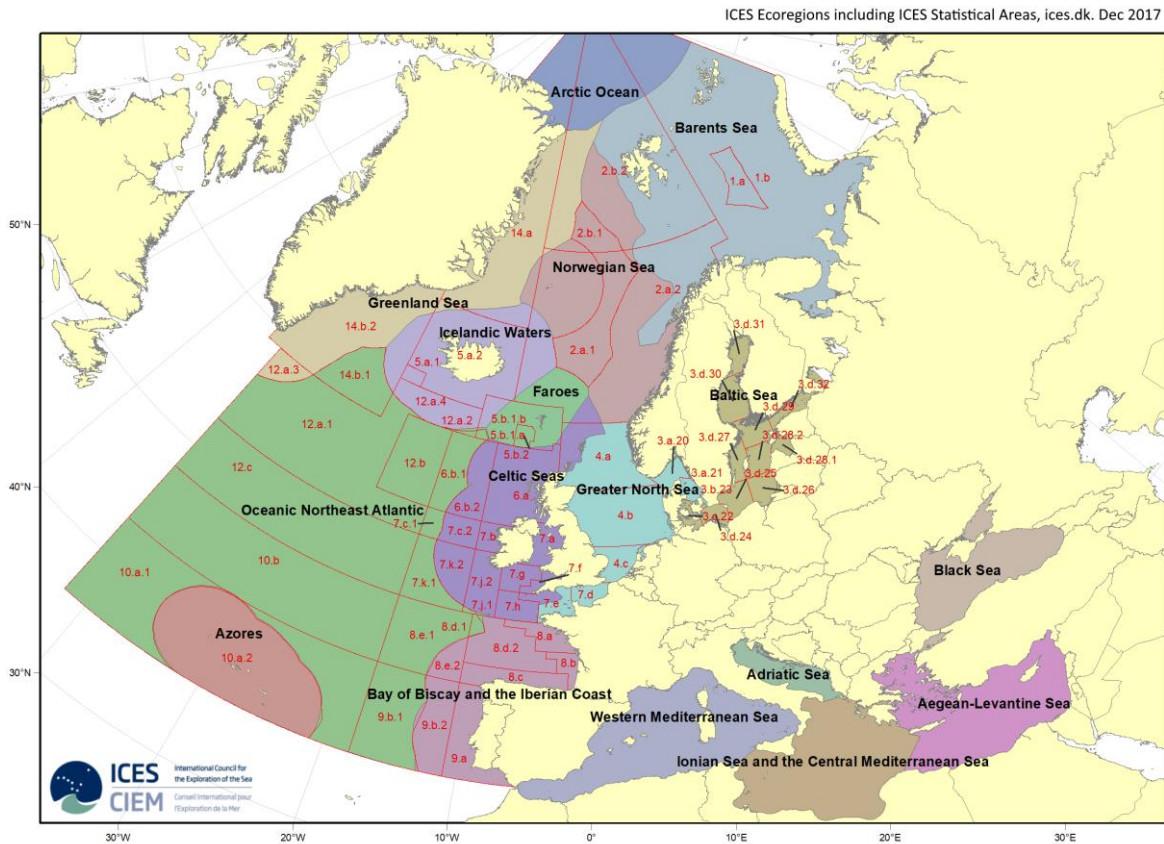 ICES Ecoregions including ICES Statistical Areas, ices.dk. Dec 2017
Arctic Ocean
Barents Sea
2.b.2
1.a
1.b
50°N
14.a
2.b.1
Norwegian Sea
2.a.2
Greenland Sea
14.b.2
Icelandic Waters
3.d.31
5.a.1
5.a.2
2.a.1
12.a.3
14.b.1
3.d.30
3.d.32
Faroes
Baltic Sea
12.a.4
3.d.29
12.a.2
5.b.1.b
12.a.1
5.b.1.a
3.a.20
3.d.27
3.d.28.2
5.b.2
4.a
3.d.28.1
12.c
12.b
6.b.1
Celtic Seas
3.a.21
3.d.25
40°N
6.a
Greater North Sea
3.b.23
3.d.26
Oceanic Northeast Atlantic
6.b.2
4.b
3.c.22
7.c.1
7.c.2
7.b
7.a
3.d.24
10.b
7.k.2
4.c
10.a.1
7.g
7.f
Black Sea
7.k.1
7.j.2
7.d
7.j.1
7.h
7.e
Azores
8.e.1
8.d.1
8.a
8.d.2
10.a.2
8.e.2
8.b
30°N
8.c
Adriatic Sea
Bay of Biscay and the Iberian Coast
Aegean-Levantine Sea
9.b.1
9.b.2
Western Mediterranean Sea
9.a
Ionian Sea and the Central Mediterranean Sea
ICES
CIEM
International Council for
the Exploration of the Sea
Conseil International pour
l'Exploration de la Mer
30°W
20°W
10°W
0°
10°E
20°E
30°E